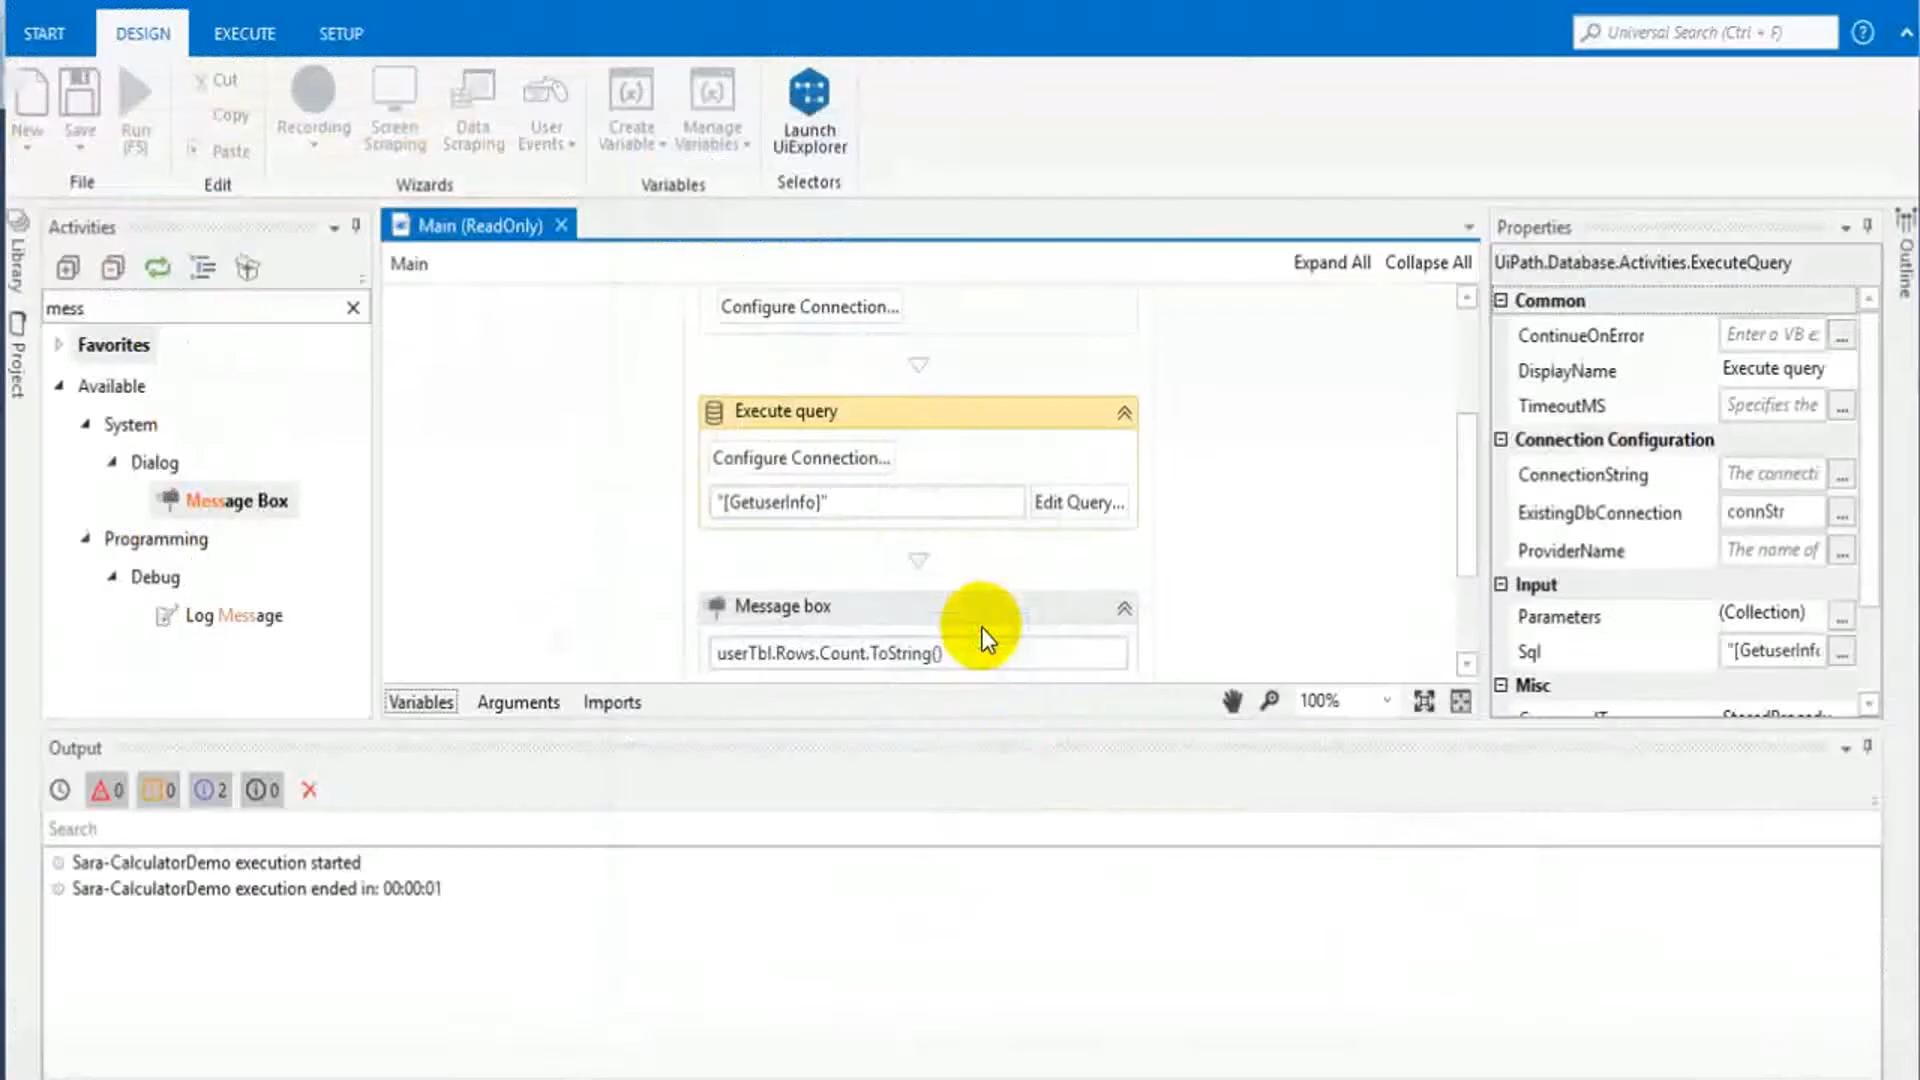 START DESIGN EXECUTE SETUP Universal Search (Ctrl + F)
New Save Run (F5)
Cut
Copy
Paste
Recording Screen Scraping Data Scraping User Events
Create Variable Manage Variables
Launch UiExplorer
File Edit Wizards Variables Selectors
Library
Project
Activities
mess
Favorites
Available
System
Dialog
Message Box
Programming
Debug
Log Message
Main (ReadOnly)
Main Expand All Collapse All
Configure Connection...
Execute query
Configure Connection...
"[GetuserInfo]" Edit Query...
Message box
userTbl.Rows.Count.ToString()
Variables Arguments Imports 100%
Properties
UiPath.Database.Activities.ExecuteQuery
Common
ContinueOnError Enter a VB e:
DisplayName Execute query
TimeoutMS Specifies the
Connection Configuration
ConnectionString The connecti
ExistingDbConnection connStr
ProviderName The name of
Input
Parameters (Collection)
Sql "[GetuserInfo
Misc
Outline
Output
0 0 2 0
Search
Sara-CalculatorDemo execution started
Sara-CalculatorDemo execution ended in: 00:00:01